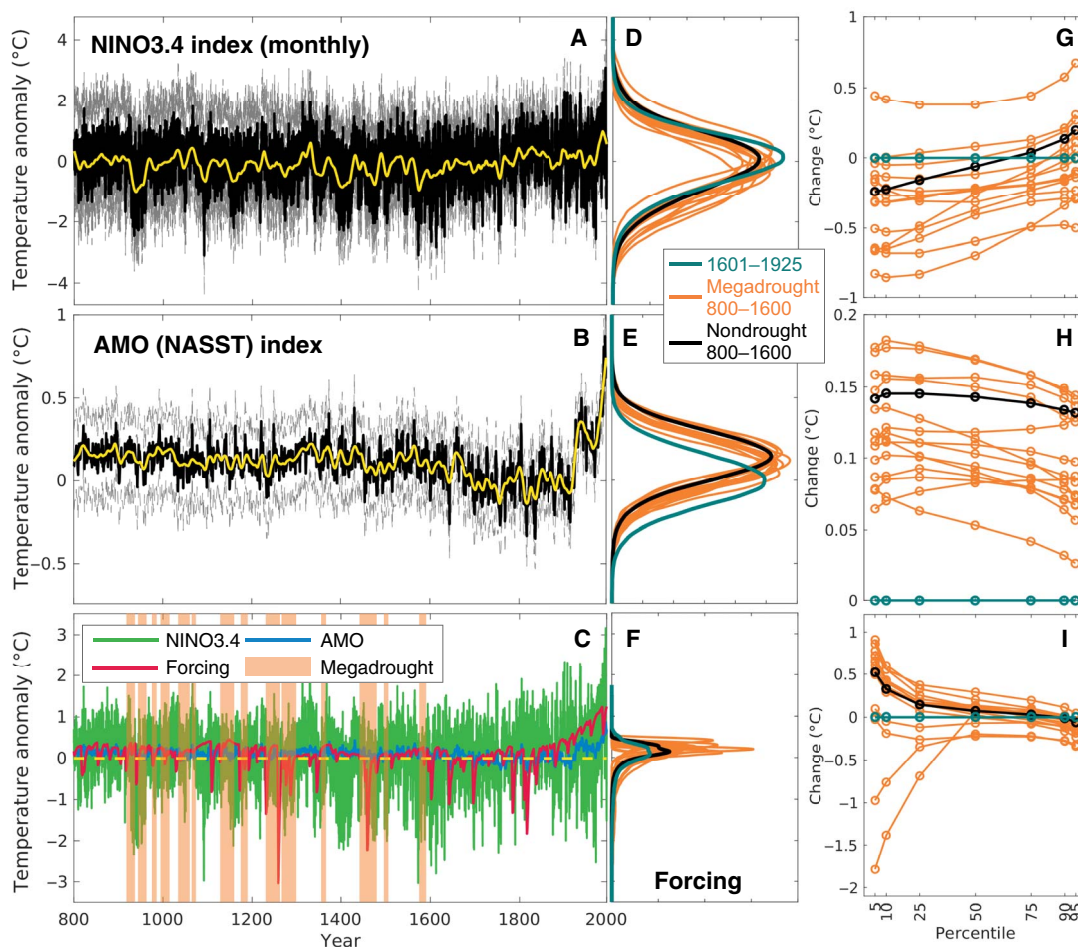 NINO3.4 index (monthly)
A
D
G
Temperature anomaly (°C)
4
2
0
−2
−4
Change (°C)
1
0.5
0
−0.5
−1
1601–1925
Megadrought
800–1600
Nondrought
800–1600
AMO (NASST) index
B
E
H
Temperature anomaly (°C)
1
0.5
0
−0.5
Change (°C)
0.2
0.15
0.1
0.05
0
C
F
I
NINO3.4
AMO
Forcing
Megadrought
Temperature anomaly (°C)
3
2
1
0
−1
−2
−3
800
1000
1200
1400
1600
1800
2000
Year
Forcing
Change (°C)
1
0.5
0
−0.5
−1
−1.5
−2
5
10
25
50
75
90
95
Percentile